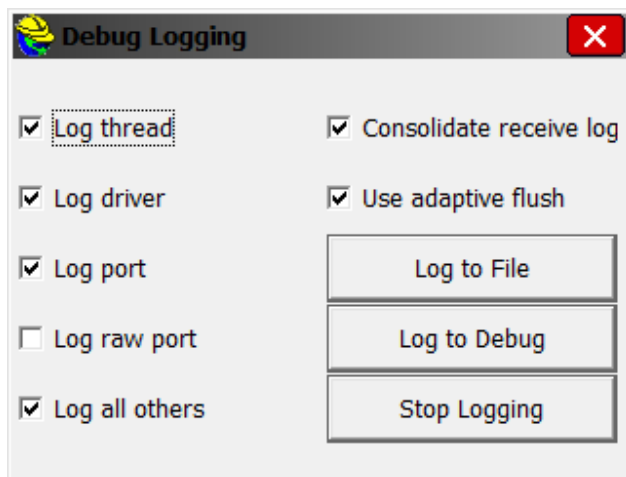 Debug Logging
Log thread
Consolidate receive log
Log driver
Use adaptive flush
Log port
Log to File
Log raw port
Log to Debug
Log all others
Stop Logging